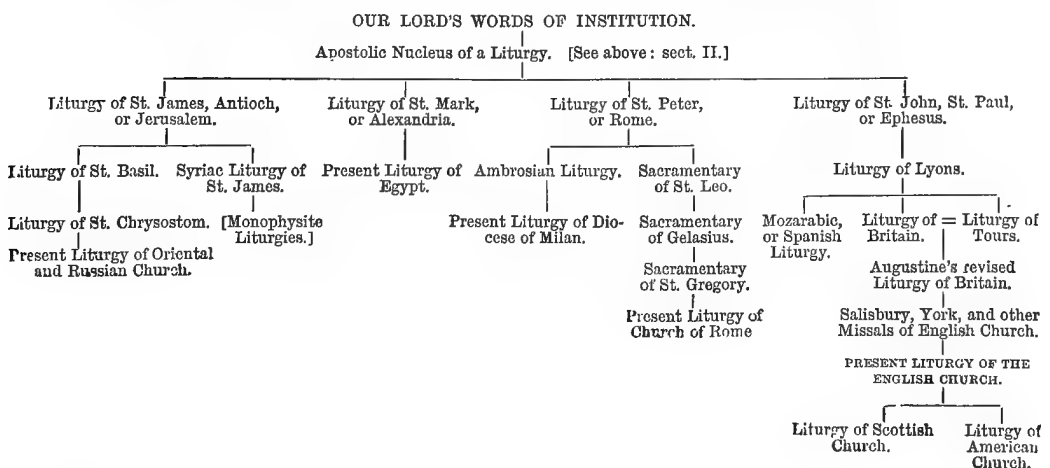 OUR LORD'S WORDS OF INSTITUTION.
Apostolic Nucleus of a Liturgy. [See above: sect. II.]
Liturgy of St. James, Antioch,
or Jerusalem.
Liturgy of St. Mark,
or Alexandria.
Liturgy of St. Peter,
or Rome.
Liturgy of St. John, St. Paul,
or Ephesus.
Liturgy of St. Basil.
Syriac Liturgy of
St. James.
Present Liturgy of
Egypt.
Ambrosian Liturgy.
Sacramentary
of St. Leo.
Liturgy of Lyons.
Liturgy of St. Chrysostom.
[Monophysite
Liturgies.]
Present Liturgy of Dio-
cese of Milan.
Sacramentary
of Gelasius.
Mozarabic,
or Spanish
Liturgy.
Liturgy of
Britain.
=
Liturgy of
Tours.
Present Liturgy of Oriental
and Russian Church.
Sacramentary
of St. Gregory.
Augustine's revised
Liturgy of Britain.
Present Liturgy of
Church of Rome
Salisbury, York, and other
Missals of English Church.
PRESENT LITURGY OF THE
ENGLISH CHURCH.
Liturgy of Scottish
Church.
Liturgy of
American
Church.